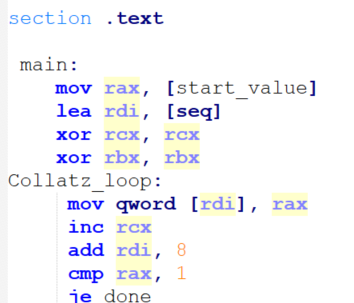 section .text
main:
mov rax, [start_value]
lea rdi, [seq]
xor rcx, rcx
xor rbx, rbx
Collatz_loop:
mov qword [rdi], rax
inc rcx
add rdi, 8
cmp rax, 1
je done